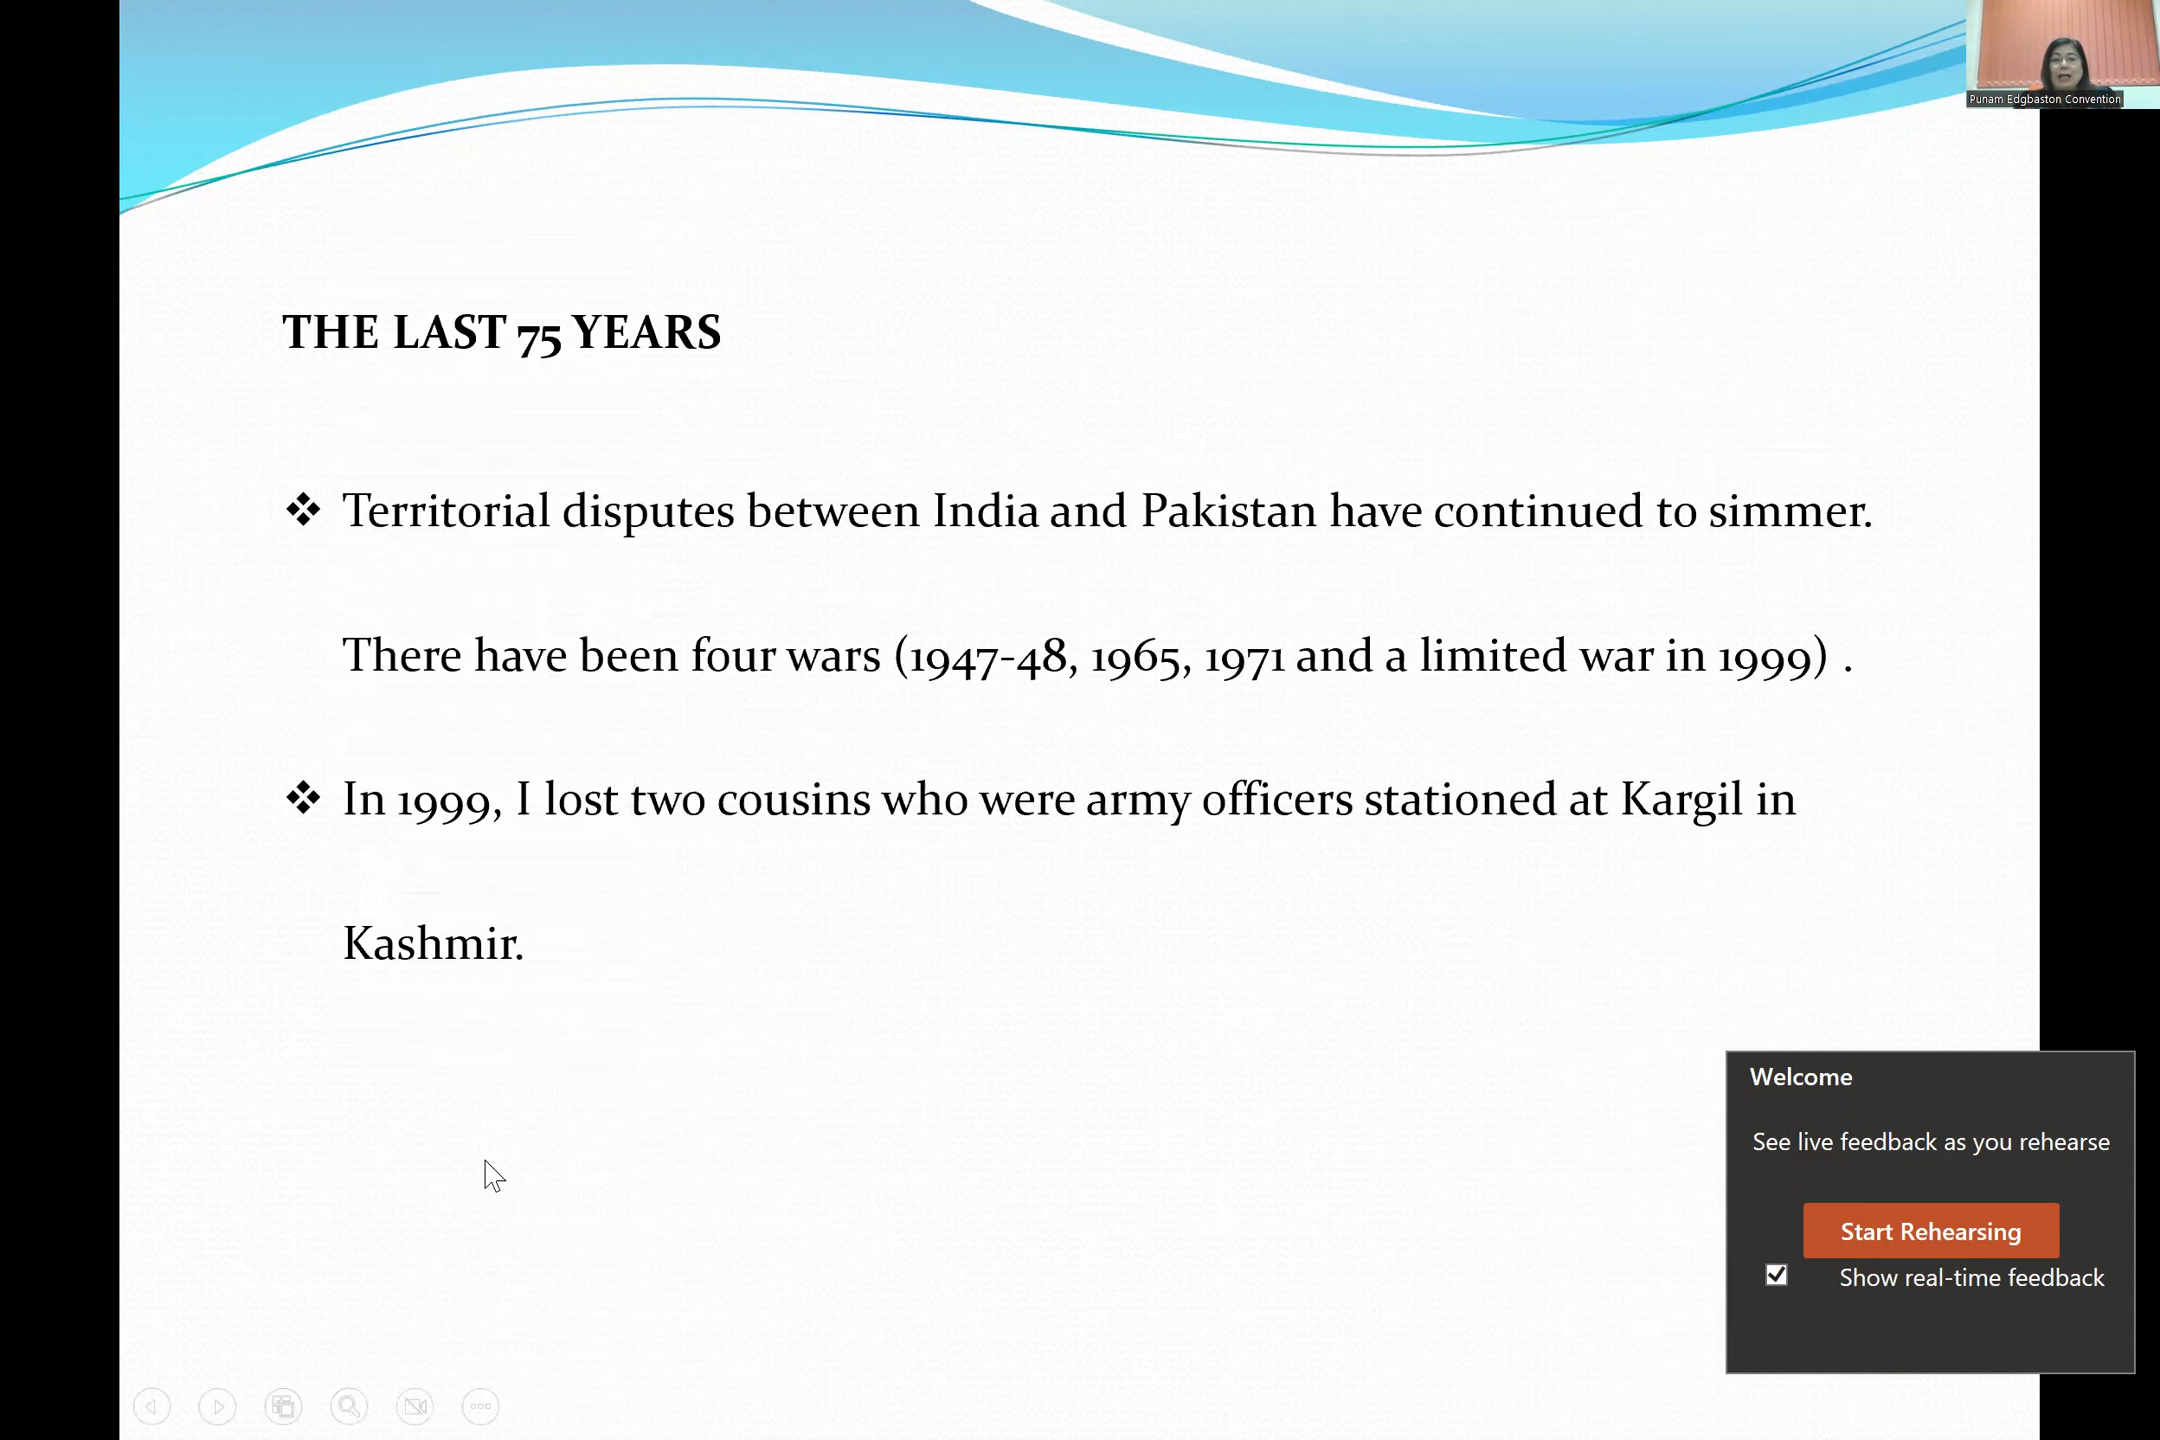 Punam Edgbaston Convention
THE LAST 75 YEARS
❖ Territorial disputes between India and Pakistan have continued to simmer.
There have been four wars (1947-48, 1965, 1971 and a limited war in 1999) .
❖ In 1999, I lost two cousins who were army officers stationed at Kargil in
Kashmir.
Welcome
See live feedback as you rehearse
Start Rehearsing
Show real-time feedback